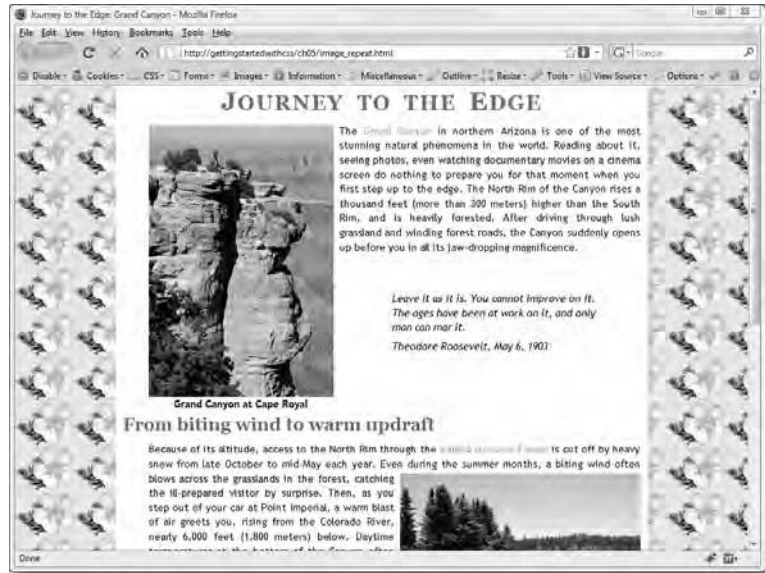 Journey to the Edge: Grand Canyon - Mozilla Firefox
File Edit View History Bookmarks Tools Help
http://gettingstartedwithcss/ch05/image_repeat.html
Google
Disable Cookies CSS Forms Images Information Miscellaneous Outline Resize Tools View Source Options
JOURNEY TO THE EDGE
The Grand Canyon in northern Arizona is one of the most
stunning natural phenomena in the world. Reading about it,
seeing photos, even watching documentary movies on a cinema
screen do nothing to prepare you for that moment when you
first step up to the edge. The North Rim of the Canyon rises a
thousand feet (more than 300 meters) higher than the South
Rim, and is heavily forested. After driving through lush
grassland and winding forest roads, the Canyon suddenly opens
up before you in all its jaw-dropping magnificence.
Leave it as it is. You cannot improve on it.
The ages have been at work on it, and only
man can mar it.
Theodore Roosevelt, May 6, 1903
Grand Canyon at Cape Royal
From biting wind to warm updraft
Because of its altitude, access to the North Rim through the is cut off by heavy
snow from late October to mid-May each year. Even during the summer months, a biting wind often
blows across the grasslands in the forest, catching
the ill-prepared visitor by surprise. Then, as you
step out of your car at Point Imperial, a warm blast
of air greets you, rising from the Colorado River,
nearly 6,000 feet (1,800 meters) below. Daytime
Done